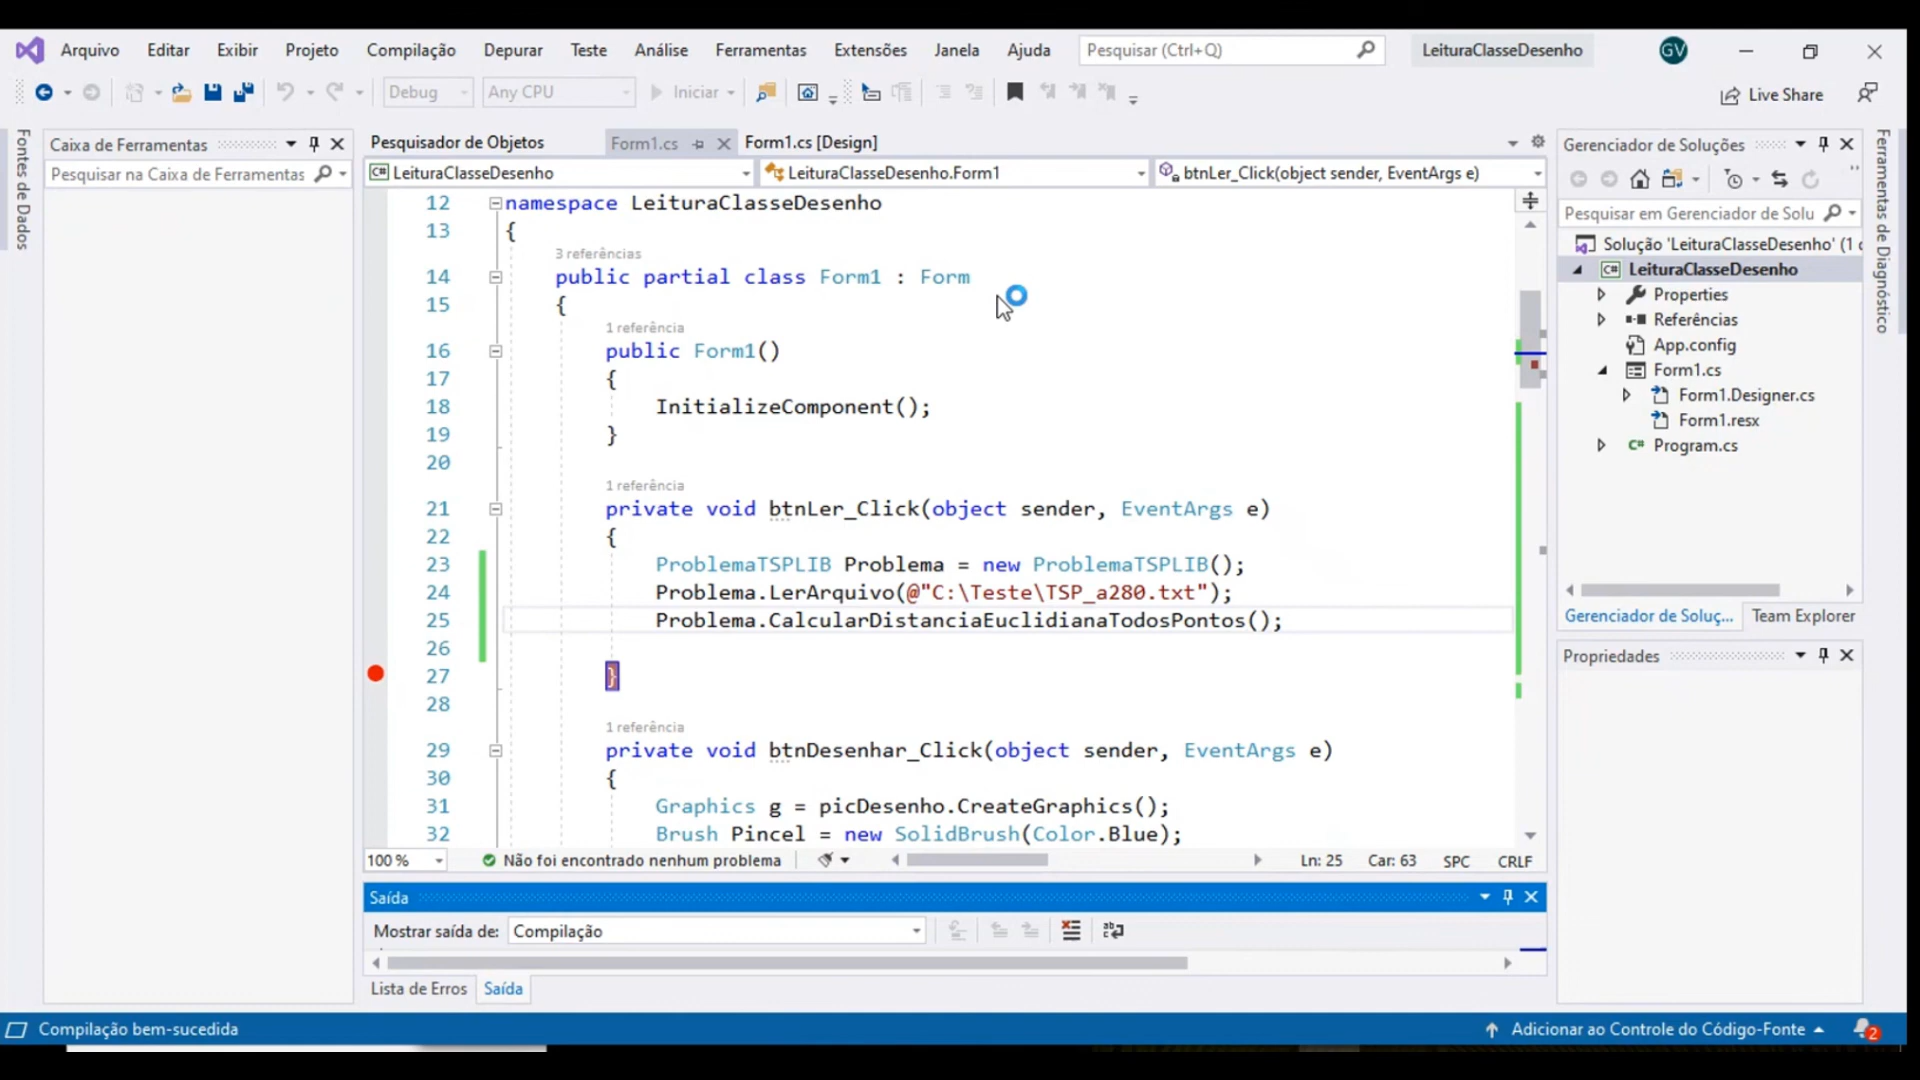 Arquivo Editar Exibir Projeto Compilação Depurar Teste Análise Ferramentas Extensões Janela Ajuda Pesquisar (Ctrl+Q) LeituraClasseDesenho GV
Debug Any CPU Iniciar Live Share
Fontes de Dados
Caixa de Ferramentas
Pesquisar na Caixa de Ferramentas
Pesquisador de Objetos Form1.cs Form1.cs [Design]
LeituraClasseDesenho LeituraClasseDesenho.Form1 btnLer_Click(object sender, EventArgs e)
12 namespace LeituraClasseDesenho
13 {
3 referências
14 public partial class Form1 : Form
15 {
1 referência
16 public Form1()
17 {
18 InitializeComponent();
19 }
20
1 referência
21 private void btnLer_Click(object sender, EventArgs e)
22 {
23 ProblemaTSPLIB Problema = new ProblemaTSPLIB();
24 Problema.LerArquivo(@"C:\Teste\TSP_a280.txt");
25 Problema.CalcularDistanciaEuclidianaTodosPontos();
26
27 }
28
1 referência
29 private void btnDesenhar_Click(object sender, EventArgs e)
30 {
31 Graphics g = picDesenho.CreateGraphics();
32 Brush Pincel = new SolidBrush(Color.Blue);
100 % Não foi encontrado nenhum problema Ln: 25 Car: 63 SPC CRLF
Saída
Mostrar saída de: Compilação
Lista de Erros Saída
Gerenciador de Soluções
Pesquisar em Gerenciador de Solu
Solução 'LeituraClasseDesenho' (1
C# LeituraClasseDesenho
Properties
Referências
App.config
Form1.cs
Form1.Designer.cs
Form1.resx
C# Program.cs
Gerenciador de Soluç... Team Explorer
Propriedades
Ferramentas de Diagnóstico
Compilação bem-sucedida Adicionar ao Controle do Código-Fonte 2